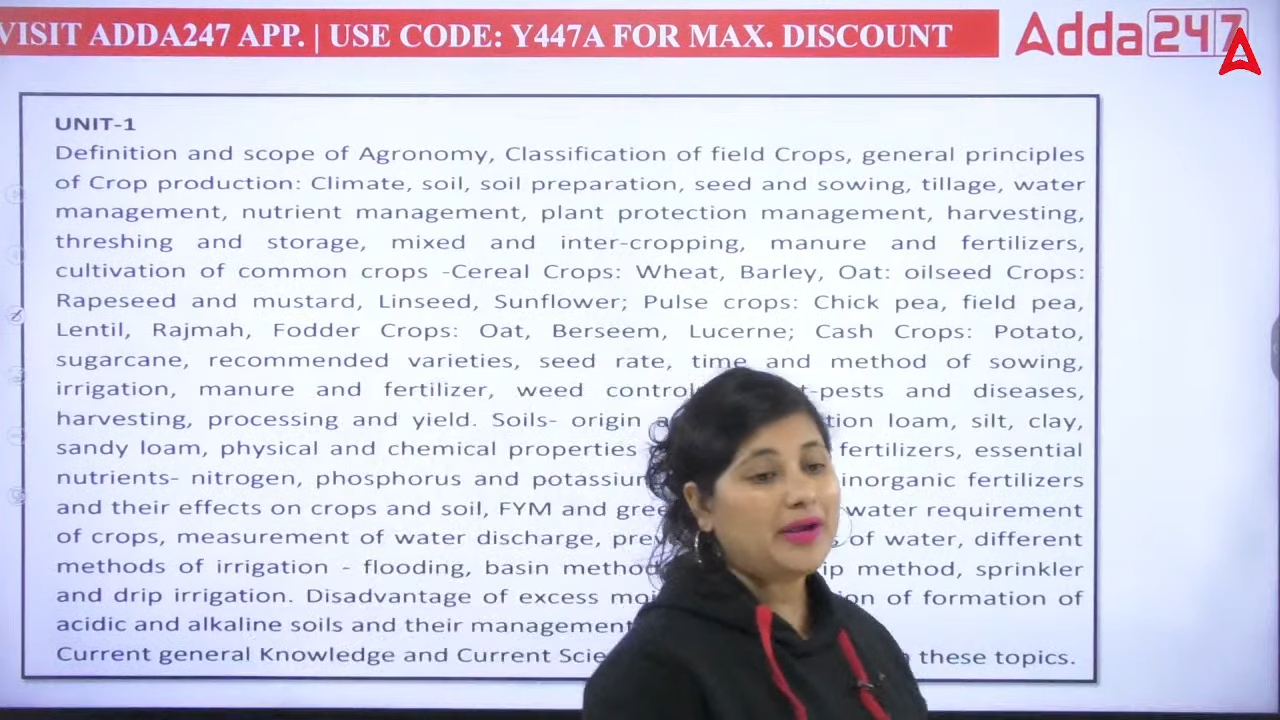 VISIT ADDA247 APP. | USE CODE: Y447A FOR MAX. DISCOUNT
Adda 247
UNIT-1
Definition and scope of Agronomy, Classification of field Crops, general principles
of Crop production: Climate, soil, soil preparation, seed and sowing, tillage, water
management, nutrient management, plant protection management, harvesting,
threshing and storage, mixed and inter-cropping, manure and fertilizers,
cultivation of common crops -Cereal Crops: Wheat, Barley, Oat: oilseed Crops:
Rapeseed and mustard, Linseed, Sunflower; Pulse crops: Chick pea, field pea,
Lentil, Rajmah, Fodder Crops: Oat, Berseem, Lucerne; Cash Crops: Potato,
sugarcane, recommended varieties, seed rate, time and method of sowing,
irrigation, manure and fertilizer, weed control -pests and diseases,
harvesting, processing and yield. Soils- origin loam, silt, clay,
sandy loam, physical and chemical properties fertilizers, essential
nutrients- nitrogen, phosphorus and potassium inorganic fertilizers
and their effects on crops and soil, FYM and water requirement
of crops, measurement of water discharge, of water, different
methods of irrigation - flooding, basin method method, sprinkler
and drip irrigation. Disadvantage of excess of formation of
acidic and alkaline soils and their management
Current general Knowledge and Current these topics.